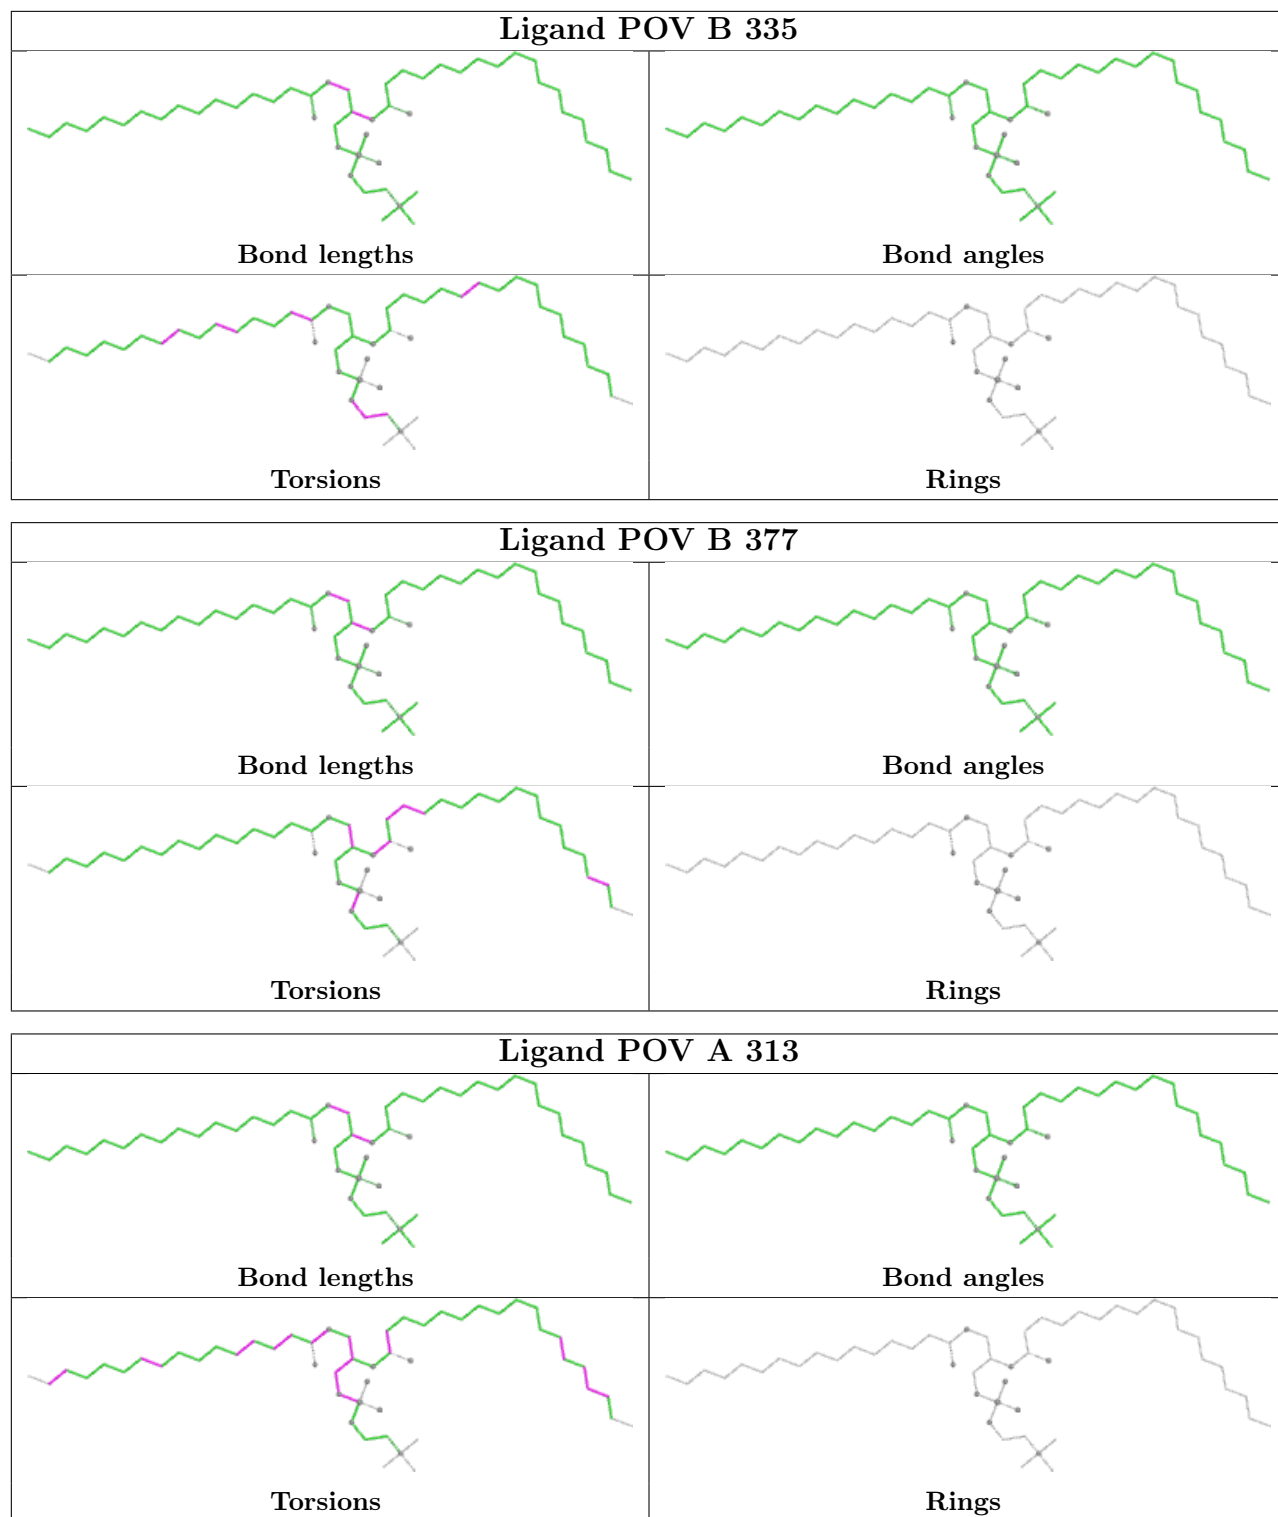 Ligand POV B 335
Bond lengths
Bond angles
Torsions
Rings
Ligand POV B 377
Bond lengths
Bond angles
Torsions
Rings
Ligand POV A 313
Bond lengths
Bond angles
Torsions
Rings